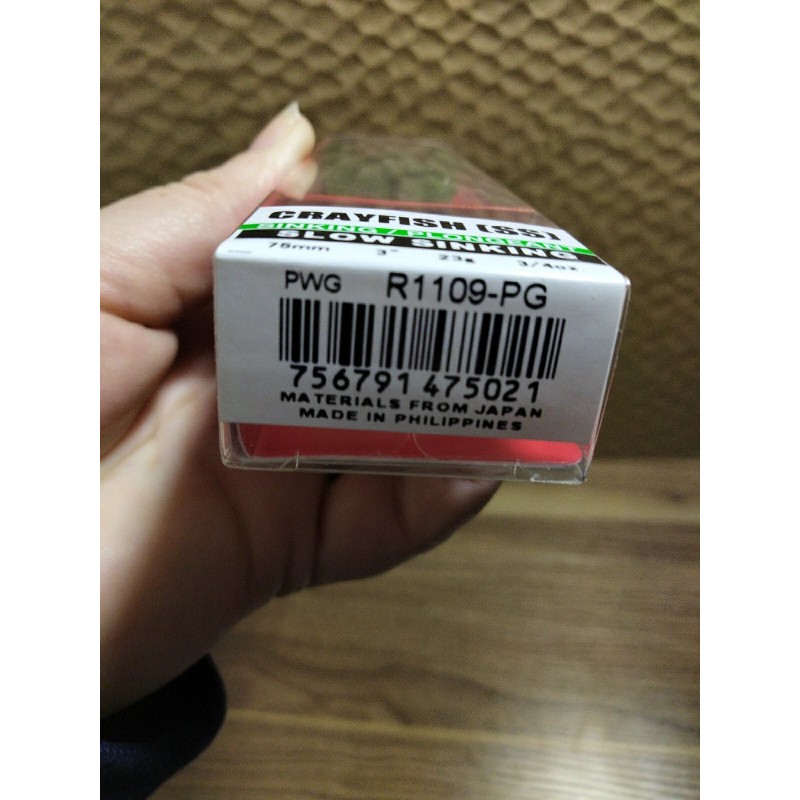 CRAYFISH (SS)
SINKING / PLONGEANT
SLOW SINKING
75mm 3" 23g 3/4oz.
PWG R1109-PG
756791 475021
MATERIALS FROM JAPAN
MADE IN PHILIPPINES